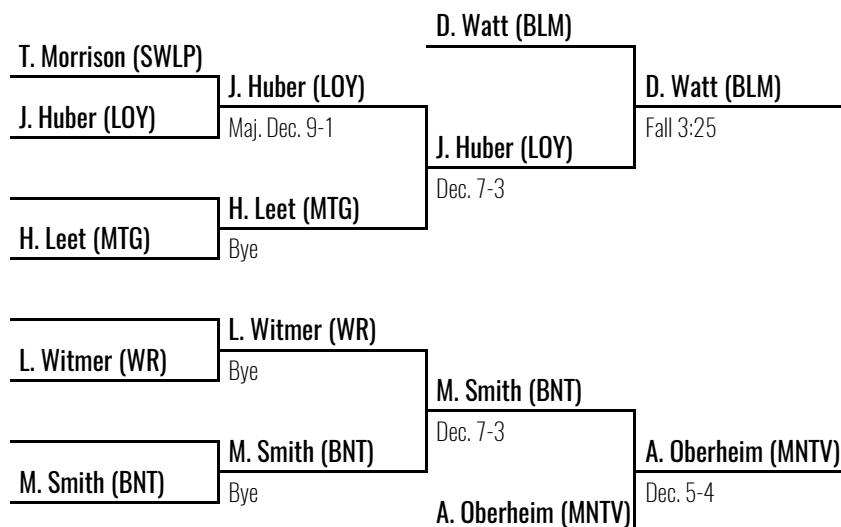 D. Watt (BLM)
T. Morrison (SWLP)
J. Huber (LOY)
D. Watt (BLM)
J. Huber (LOY)
Maj. Dec. 9-1
Fall 3:25
J. Huber (LOY)
Dec. 7-3
H. Leet (MTG)
H. Leet (MTG)
Bye
L. Witmer (WR)
L. Witmer (WR)
Bye
M. Smith (BNT)
Dec. 7-3
M. Smith (BNT)
A. Oberheim (MNTV)
M. Smith (BNT)
Bye
Dec. 5-4
A. Oberheim (MNTV)